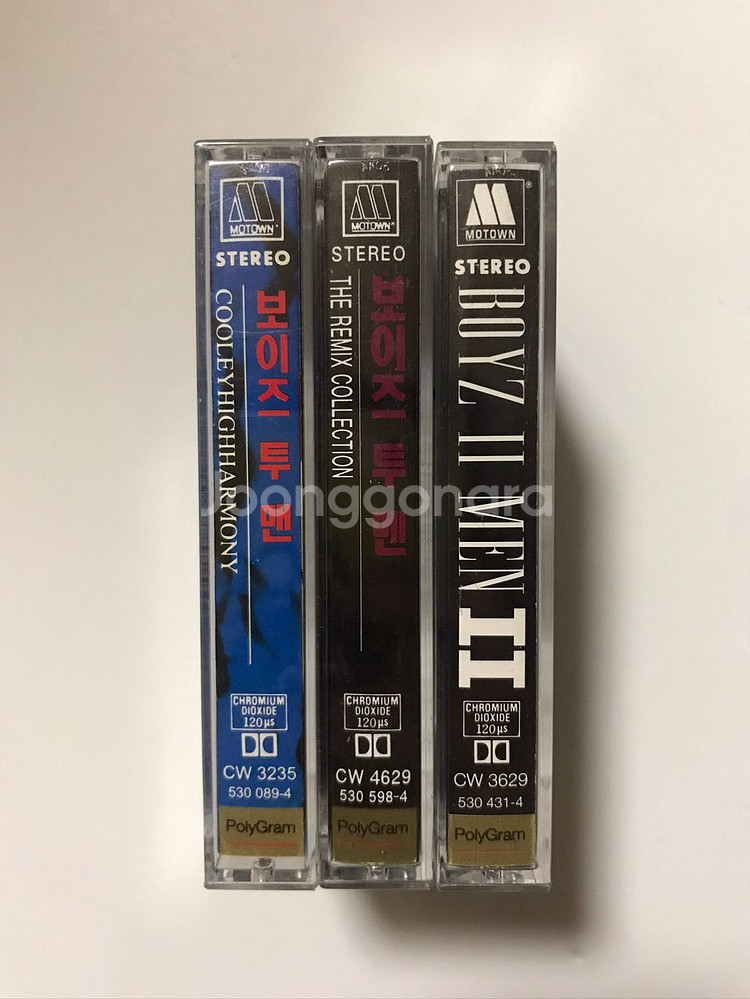 MOTOWN
STEREO
보이즈 투 맨
COOLEYHIGHHARMONY
CHROMIUM
DIOXIDE
120µs
CW 3235
530 089-4
PolyGram
MOTOWN
STEREO
보이즈 투 맨
THE REMIX COLLECTION
CHROMIUM
DIOXIDE
120µs
CW 4629
530 598-4
PolyGram
MOTOWN
STEREO
BOYZ II MEN II
CHROMIUM
DIOXIDE
120µs
CW 3629
530 431-4
PolyGram
Joonggonara